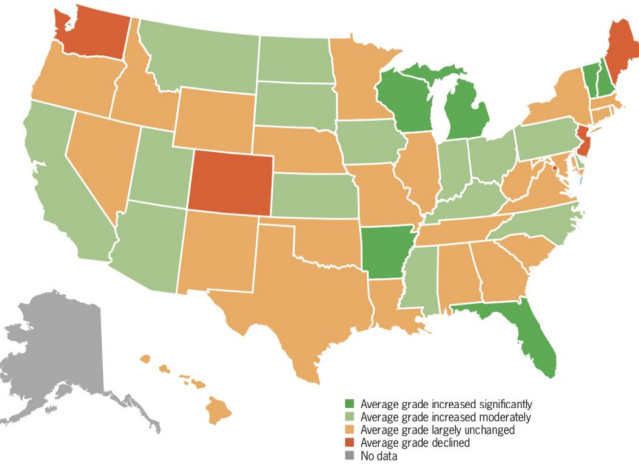 Average grade increased significantly
Average grade increased moderately
Average grade largely unchanged
Average grade declined
No data